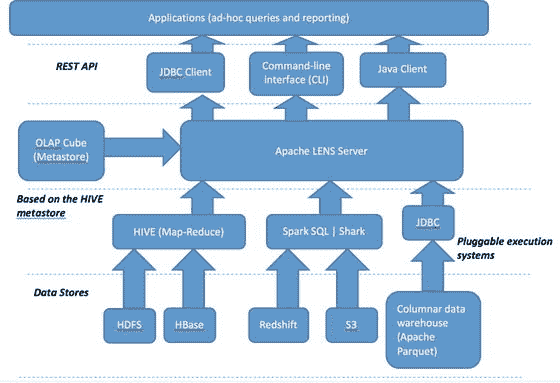 Applications (ad-hoc queries and reporting)
REST API
JDBC Client
Command-line
interface (CLI)
Java Client
OLAP Cube
(Metastore)
Apache LENS Server
Based on the HIVE
metastore
HIVE (Map-Reduce)
Spark SQL | Shark
JDBC
Pluggable execution
systems
Data Stores
HDFS
HBase
Redshift
S3
Columnar data
warehouse
(Apache
Parquet)